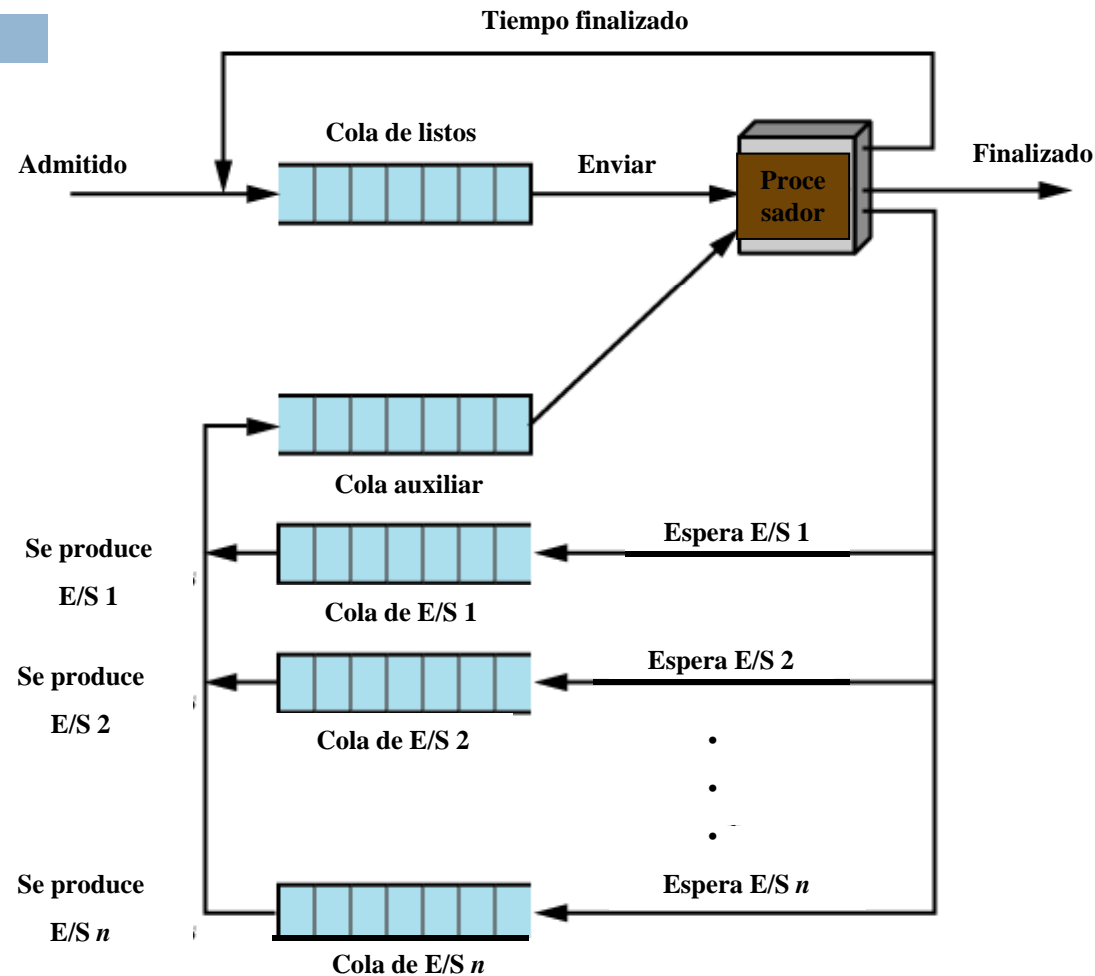 Tiempo finalizado
Cola de listos
Admitido
Enviar
Finalizado
Proce
sador
Cola auxiliar
Se produce
E/S 1
Espera E/S 1
Cola de E/S 1
Se produce
E/S 2
Espera E/S 2
Cola de E/S 2
.
.
.
Se produce
E/S n
Espera E/S n
Cola de E/S n